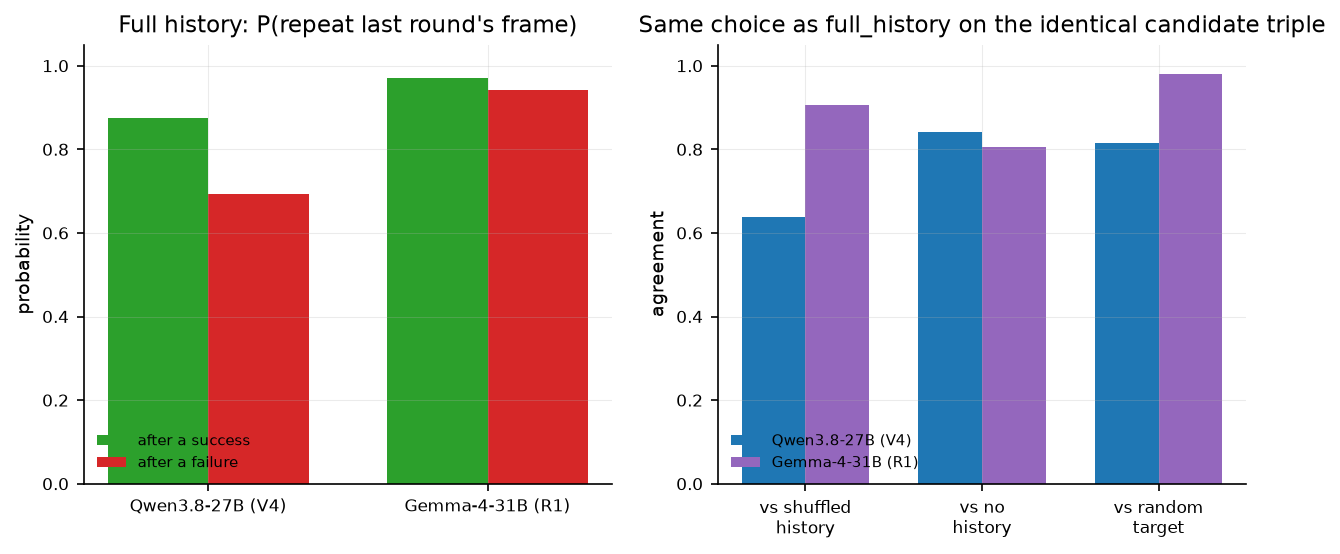 Full history: P(repeat last round's frame)
probability
1.0
0.8
0.6
0.4
0.2
0.0
after a success
after a failure
Qwen3.8-27B (V4)
Gemma-4-31B (R1)
Same choice as full_history on the identical candidate triple
agreement
1.0
0.8
0.6
0.4
0.2
0.0
Qwen3.8-27B (V4)
Gemma-4-31B (R1)
vs shuffled
history
vs no
history
vs random
target